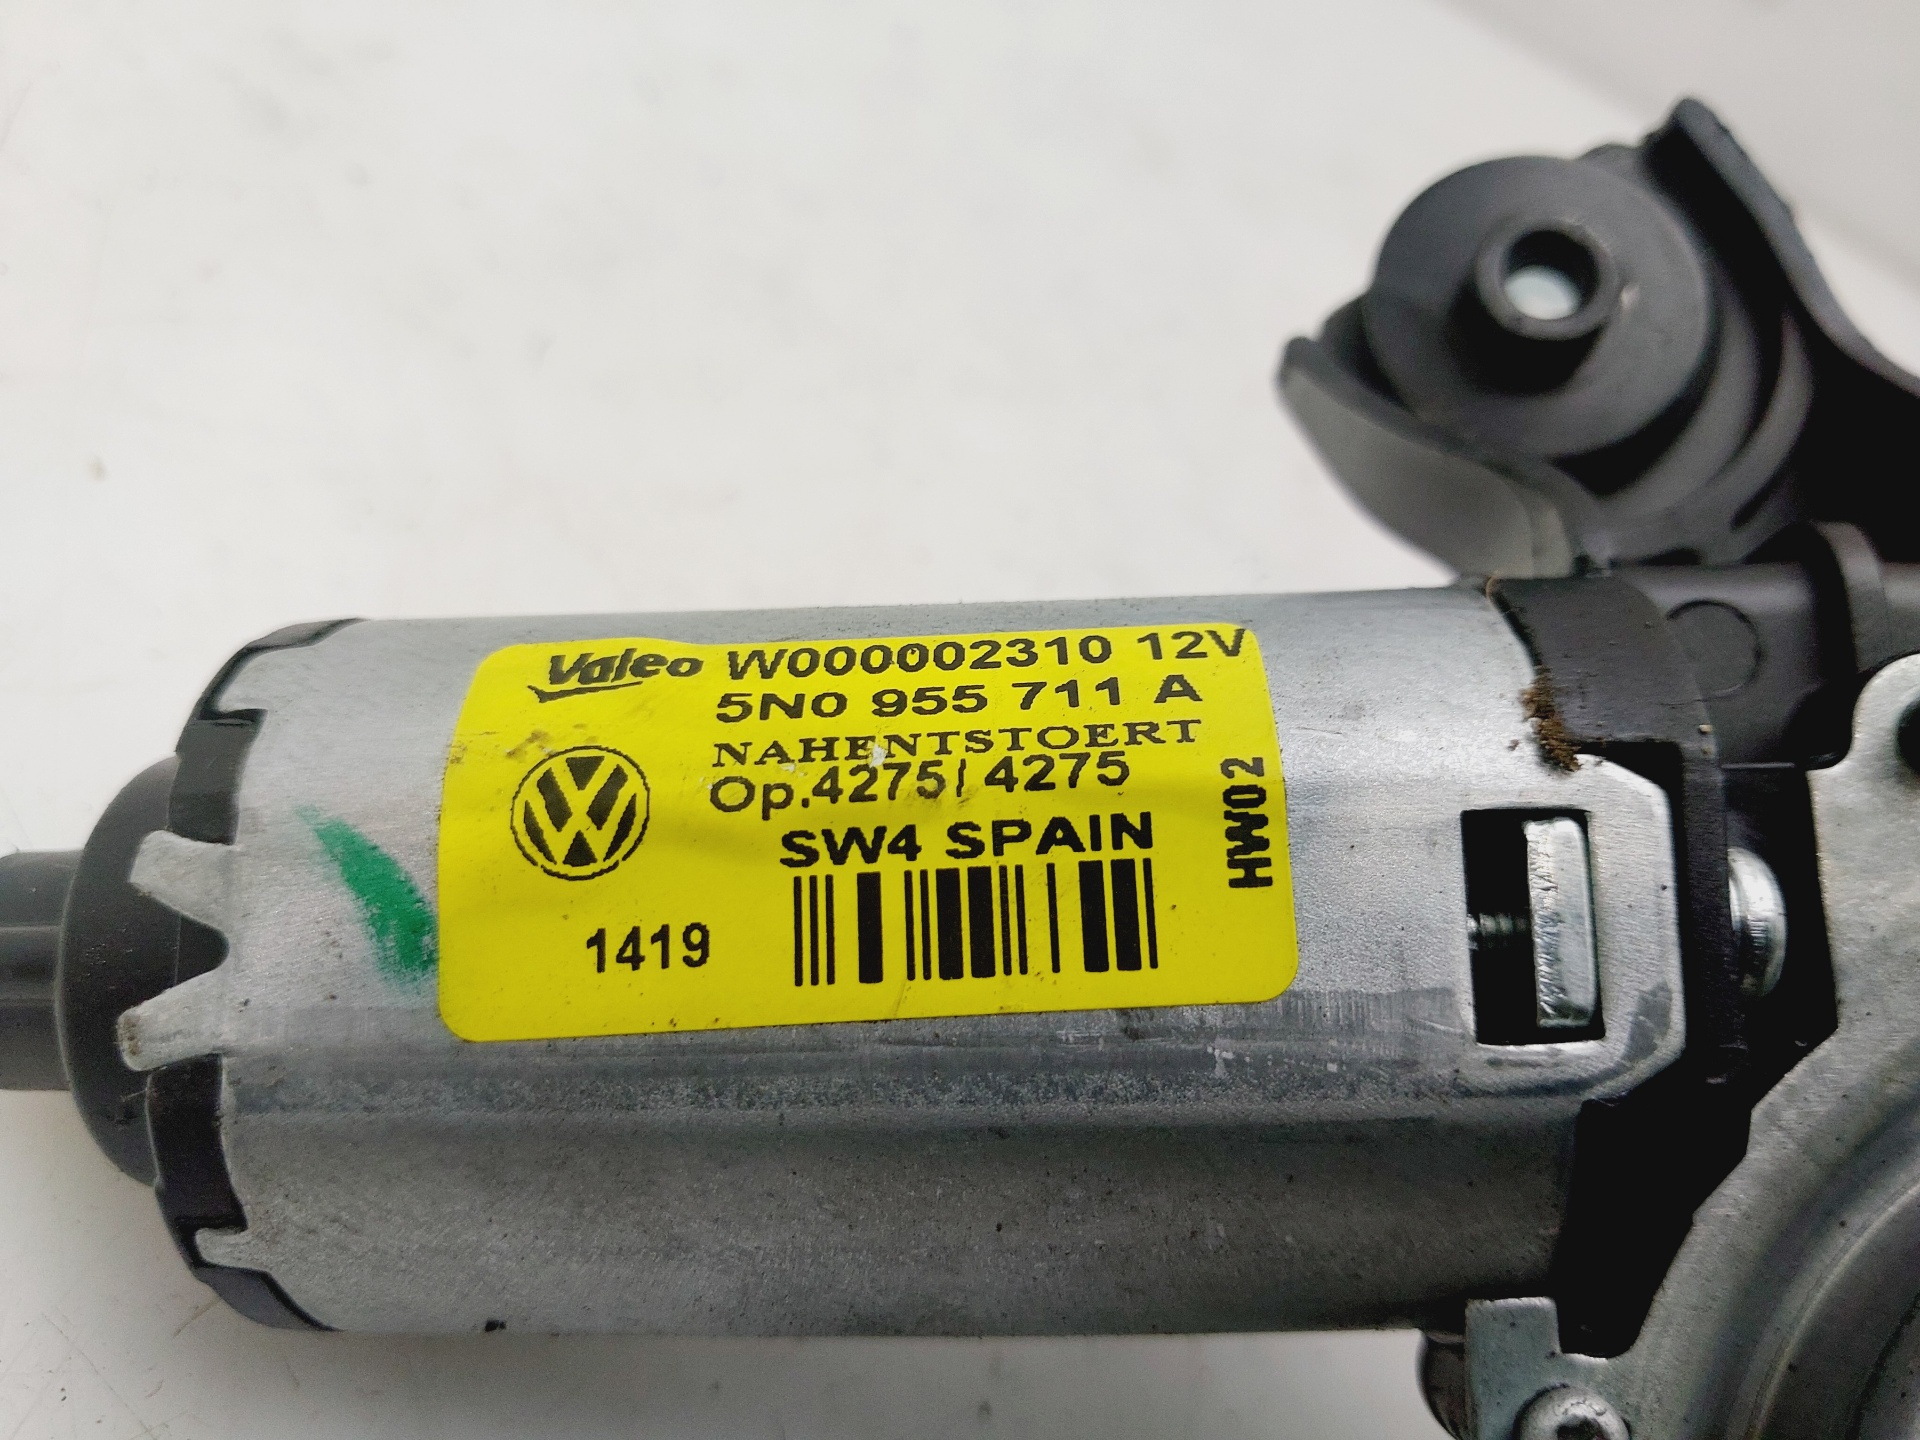 Valeo W000002310 12V
5N0 955 711 A
NAHENTSTOERT
Op.4275/ 4275
SW4 SPAIN
HW02
1419